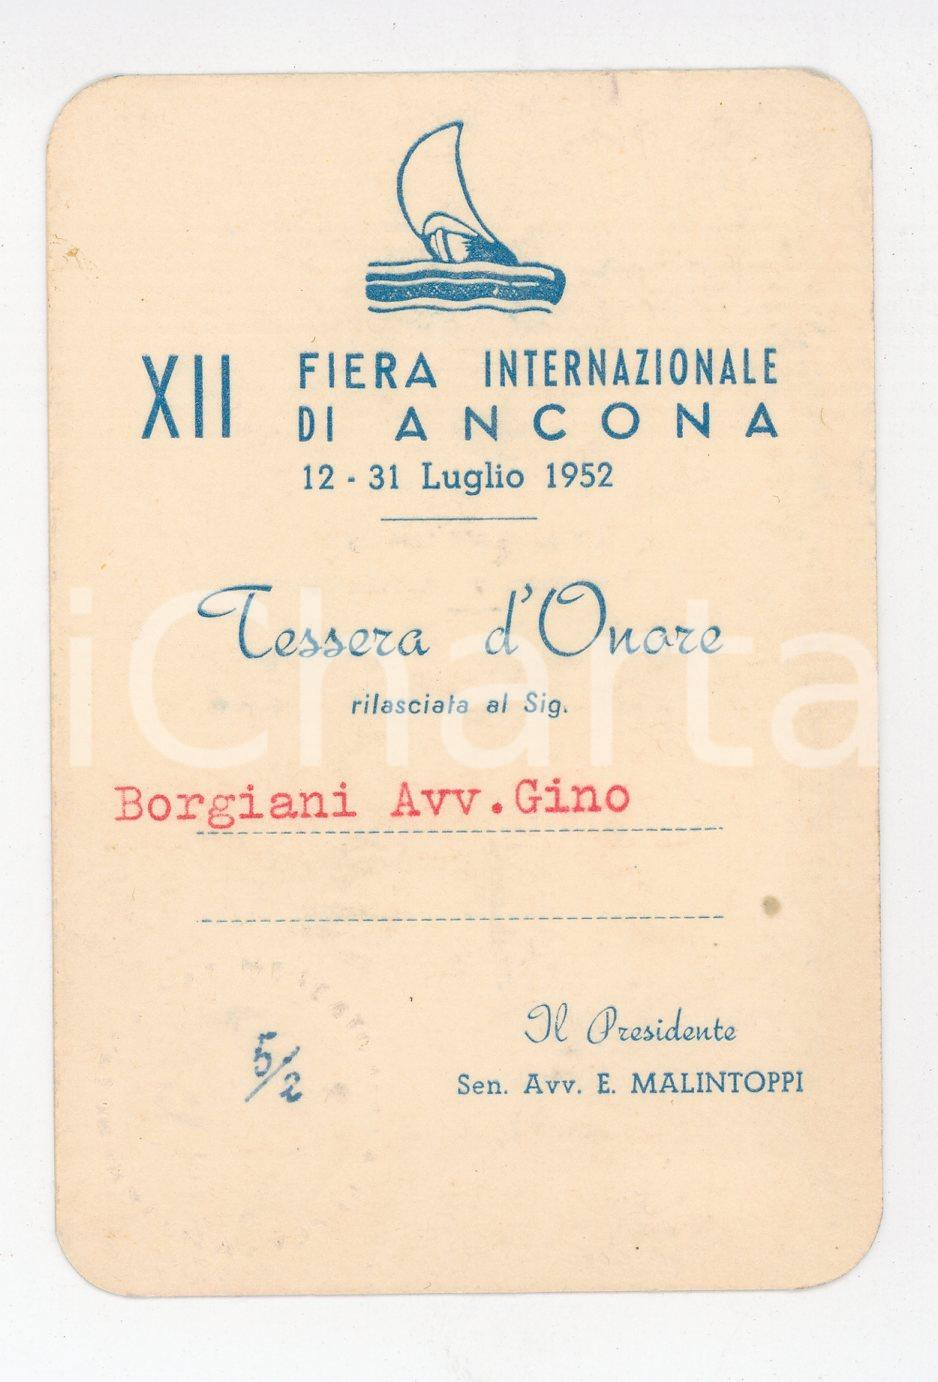 XII FIERA INTERNAZIONALE
DI ANCONA
12 - 31 Luglio 1952
Tessera d'Onore
rilasciata al Sig.
iCharta
Borgiani Avv.Gino
5/2
Il Presidente
Sen. Avv. E. MALINTOPPI